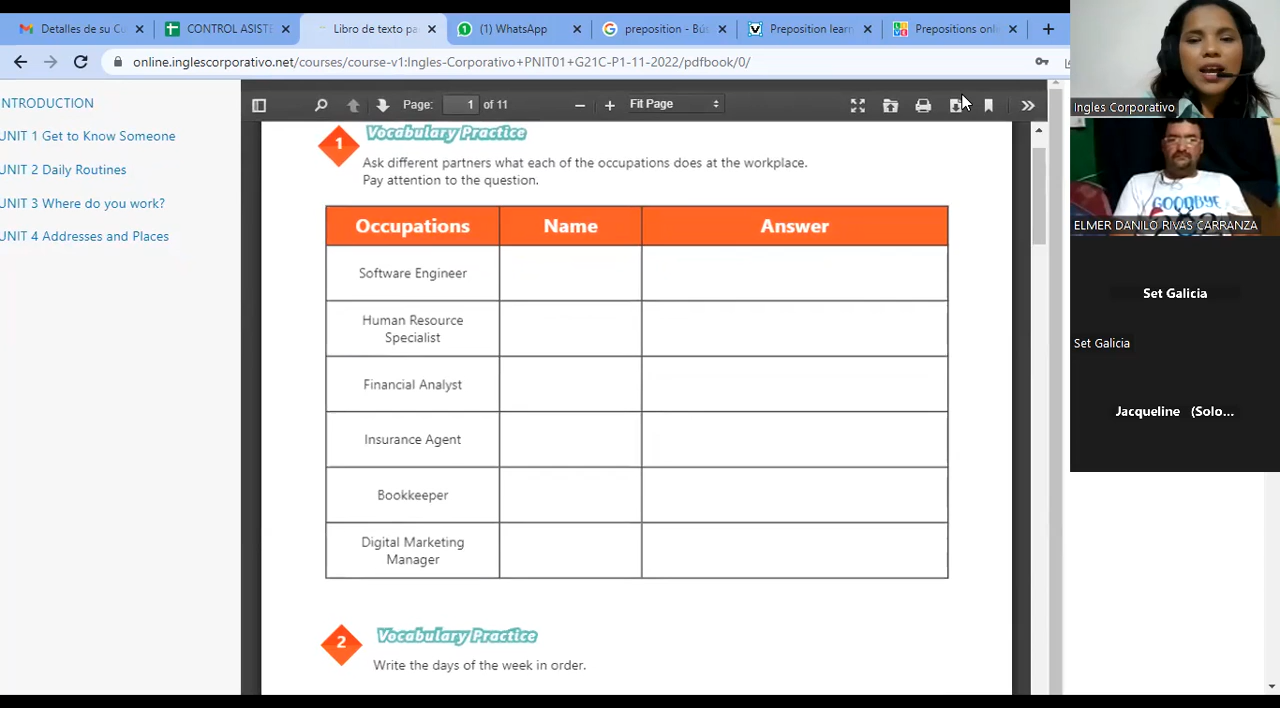 Detalles de su C
CONTROL ASIST
Libro de texto pa
(1) WhatsApp
preposition - Bús
Preposition learn
Prepositions onli
online.inglescorporativo.net/courses/course-v1:Ingles-Corporativo+PNIT01+G21C-P1-11-2022/pdfbook/0/
NTRODUCTION
UNIT 1 Get to Know Someone
UNIT 2 Daily Routines
UNIT 3 Where do you work?
UNIT 4 Addresses and Places
Page: 1 of 11
Fit Page
1
Vocabulary Practice
Ask different partners what each of the occupations does at the workplace.
Pay attention to the question.
Occupations Name Answer
Software Engineer
Human Resource
Specialist
Financial Analyst
Insurance Agent
Bookkeeper
Digital Marketing
Manager
2
Vocabulary Practice
Write the days of the week in order.
Ingles Corporativo
GOODBYE
ELMER DANILO RIVAS CARRANZA
Set Galicia
Set Galicia
Jacqueline (Solo...